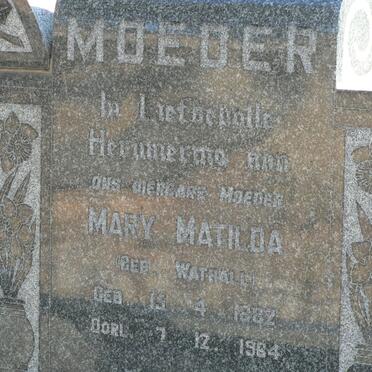 MOEDER
In Liefdevolle
Herinnering aan
ONS DIERBARE MOEDER
MARY MATILDA
(GEB. WATHALL)
GEB. 13 4 1882
OORL. 7 12 1964